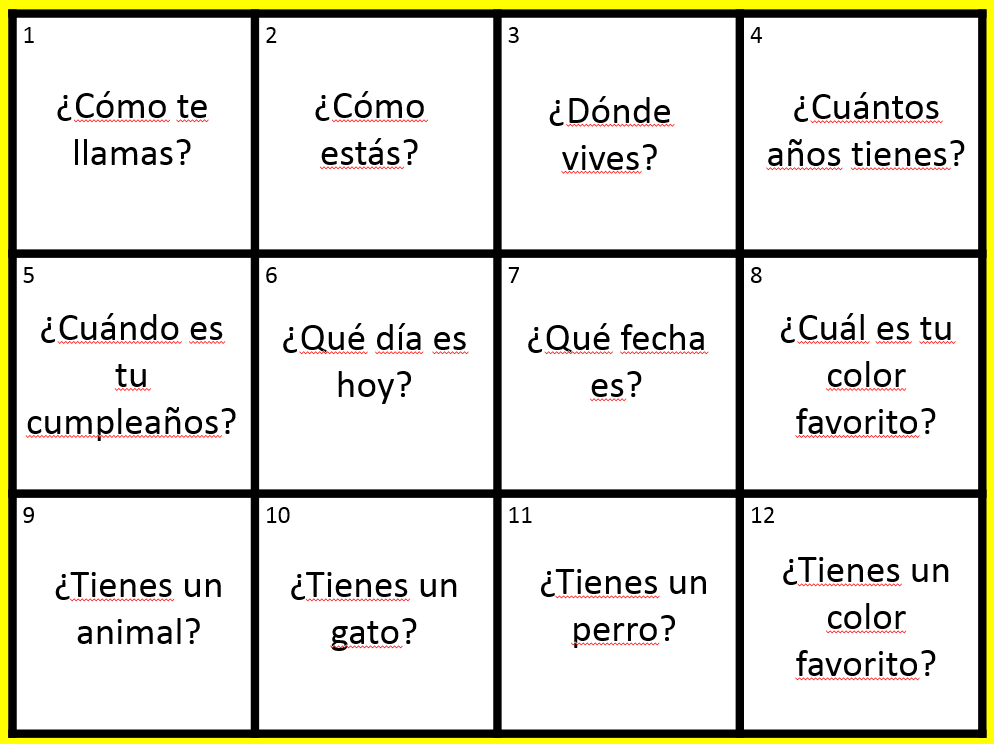 1
¿Cómo te
llamas?
2
¿Cómo
estás?
3
¿Dónde
vives?
4
¿Cuántos
años tienes?
5
¿Cuándo es
tu
cumpleaños?
6
¿Qué día es
hoy?
7
¿Qué fecha
es?
8
¿Cuál es tu
color
favorito?
9
¿Tienes un
animal?
10
¿Tienes un
gato?
11
¿Tienes un
perro?
12
¿Tienes un
color
favorito?